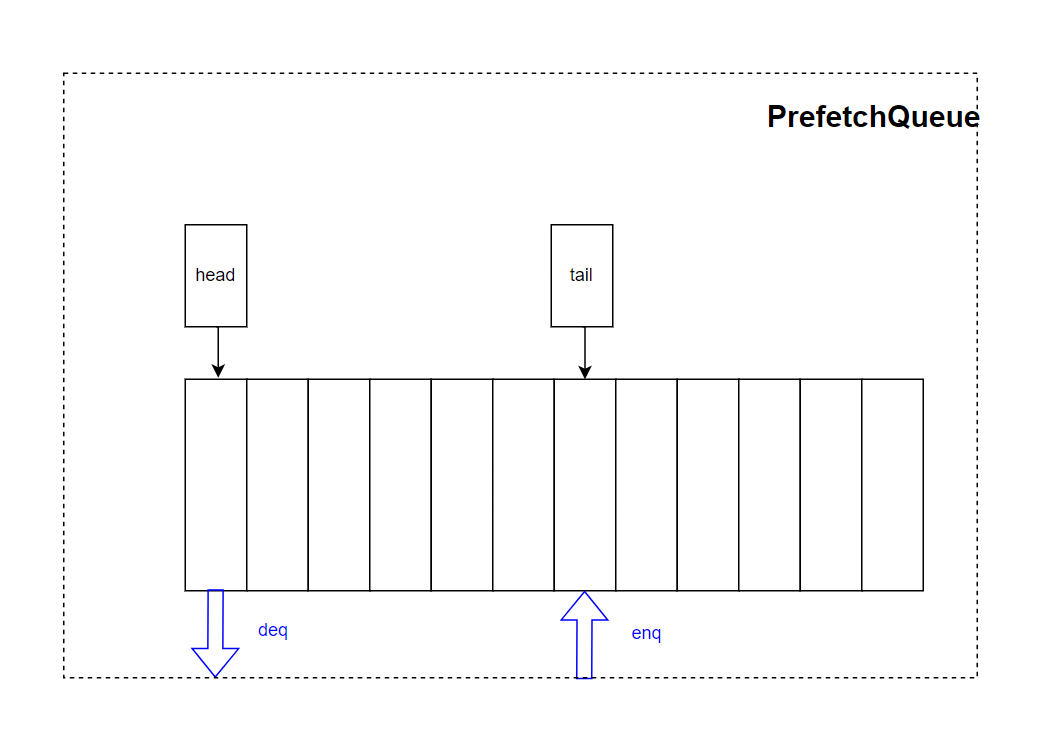 PrefetchQueue
head
tail
deq
enq